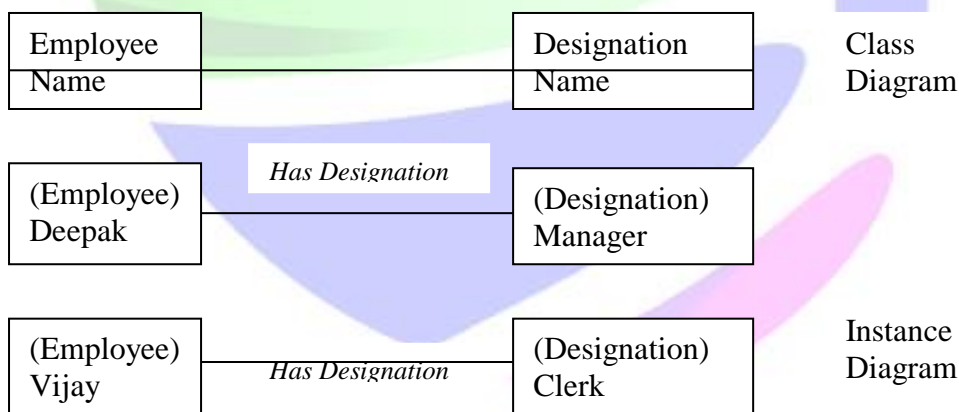 Employee
Name
Designation
Name
Class
Diagram
Has Designation
(Employee)
Deepak
(Designation)
Manager
(Employee)
Vijay
Has Designation
(Designation)
Clerk
Instance
Diagram